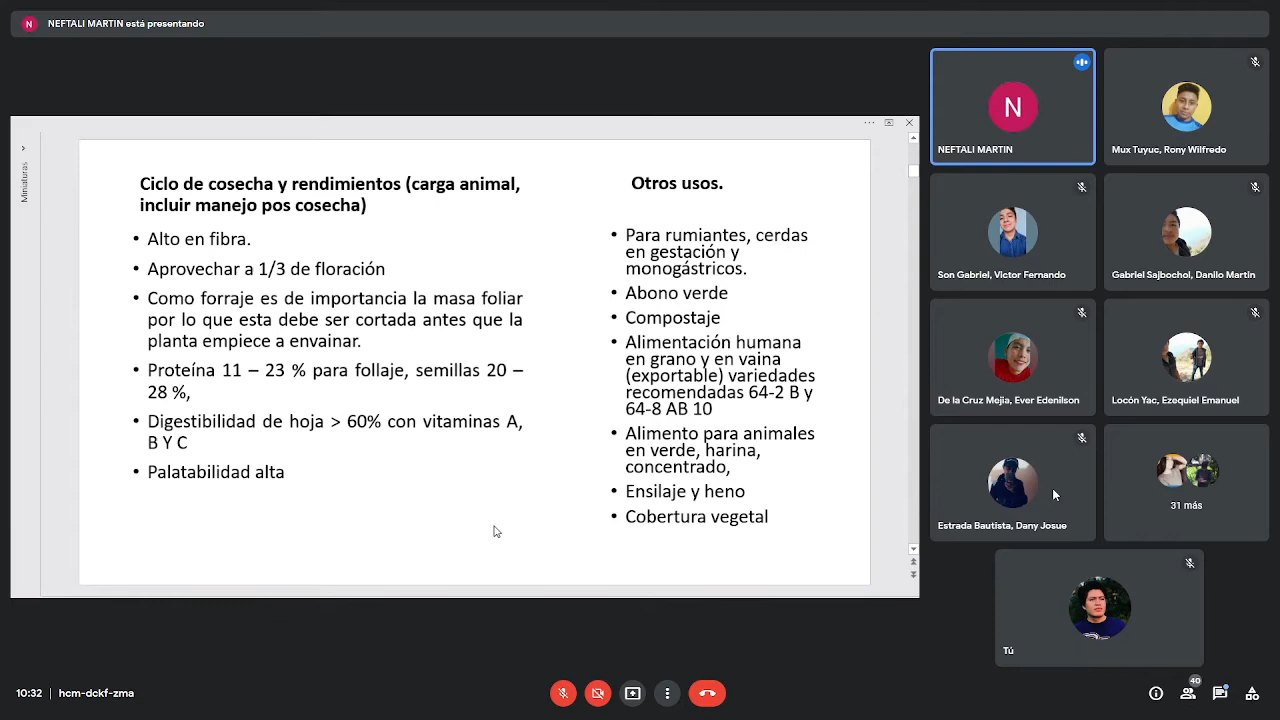 N NEFTALI MARTIN está presentando
Miniaturas
Ciclo de cosecha y rendimientos (carga animal,
incluir manejo pos cosecha)
• Alto en fibra.
• Aprovechar a 1/3 de floración
• Como forraje es de importancia la masa foliar
por lo que esta debe ser cortada antes que la
planta empiece a envainar.
• Proteína 11 – 23 % para follaje, semillas 20 –
28 %,
• Digestibilidad de hoja > 60% con vitaminas A,
B Y C
• Palatabilidad alta
Otros usos.
• Para rumiantes, cerdas
en gestación y
monogástricos.
• Abono verde
• Compostaje
• Alimentación humana
en grano y en vaina
(exportable) variedades
recomendadas 64-2 B y
64-8 AB 10
• Alimento para animales
en verde, harina,
concentrado,
• Ensilaje y heno
• Cobertura vegetal
N
NEFTALI MARTIN
Mux Tuyuc, Rony Wilfredo
Son Gabriel, Victor Fernando
Gabriel Sajbochol, Danilo Martin
De la Cruz Mejia, Ever Edenilson
Locón Yac, Ezequiel Emanuel
Estrada Bautista, Dany Josue
31 más
Tú
10:32 hcm-dckf-zma
40